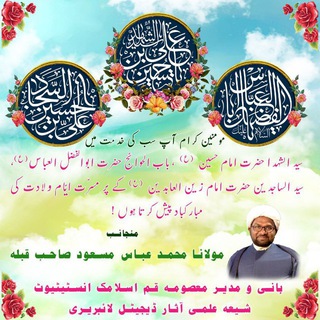 مومنین کرام آپ سب کی خدمت میں
سید الشہدا حضرت امام حسین (ع) ، باب الحوائج حضرت ابوالفضل العباس (ع) ،
سید الساجدین حضرت امام زین العابدین (ع) کے پر مسرت ایام ولادت کی
مبارکباد پیش کرتا ہوں !
منجانب
مولانا محمد عباس مسعود صاحب قبلہ
بانی و مدیر معصومہ قم اسلامک انسٹیٹیوٹ
شیعہ علمی آثار ڈیجیٹل لائبریری